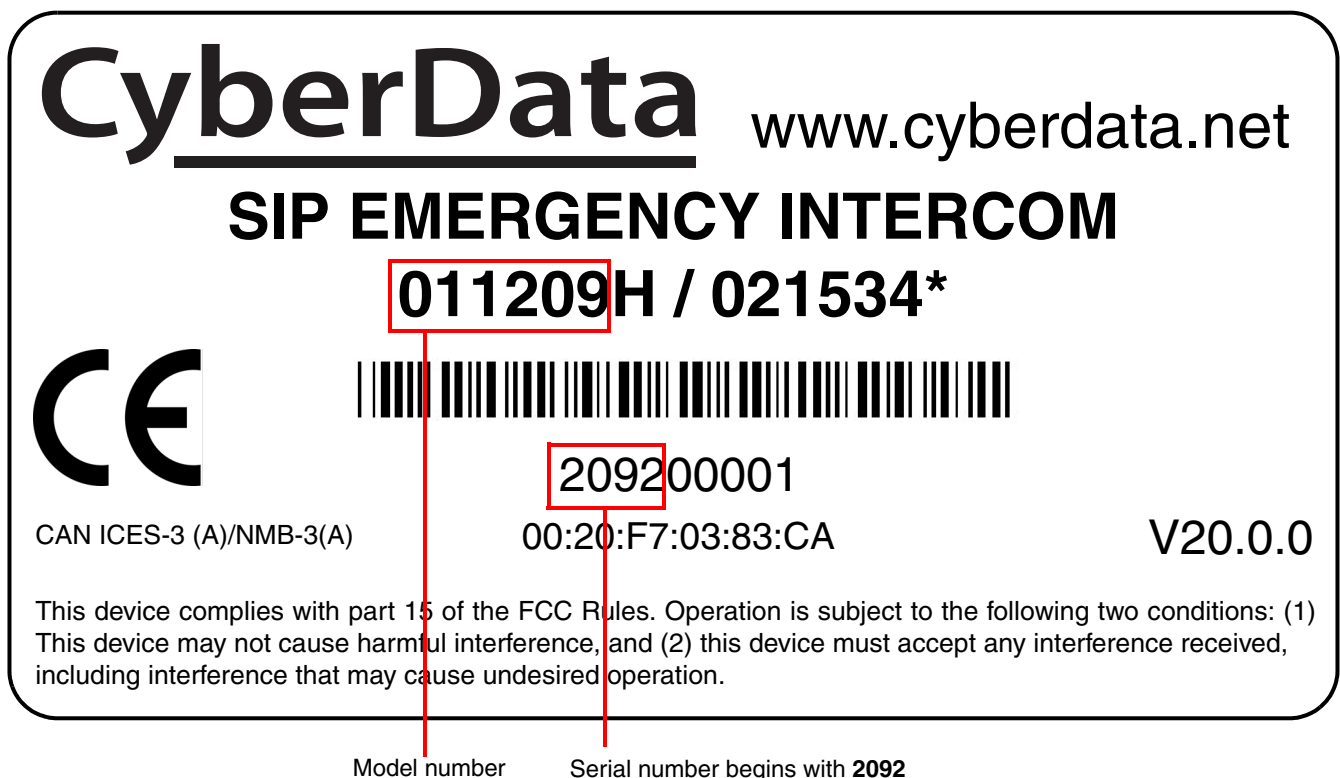 CyberData www.cyberdata.net
SIP EMERGENCY INTERCOM
011209H / 021534*
CE
209200001
CAN ICES-3 (A)/NMB-3(A) 00:20:F7:03:83:CA V20.0.0
This device complies with part 15 of the FCC Rules. Operation is subject to the following two conditions: (1)
This device may not cause harmful interference, and (2) this device must accept any interference received,
including interference that may cause undesired operation.
Model number Serial number begins with 2092